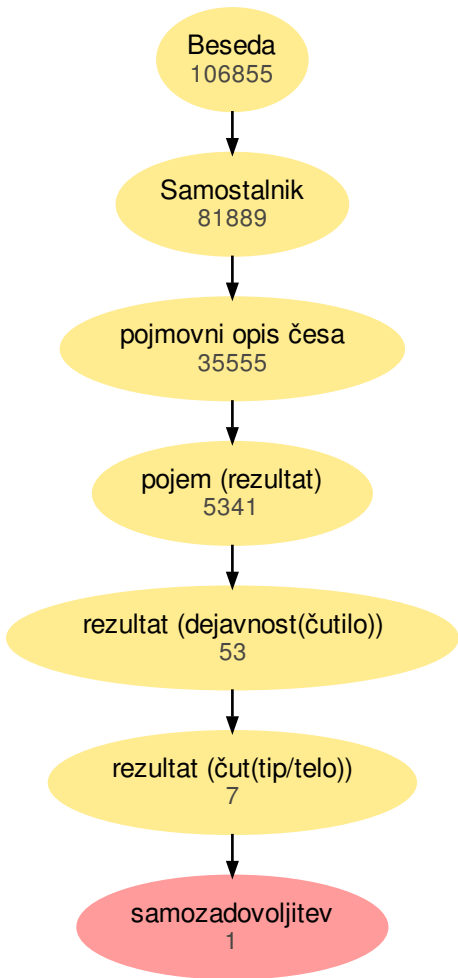 Beseda
106855
Samostalnik
81889
pojmovni opis česa
35555
pojem (rezultat)
5341
rezultat (dejavnost(čutilo))
53
rezultat (čut(tip/telo))
7
samozadovoljitev
1